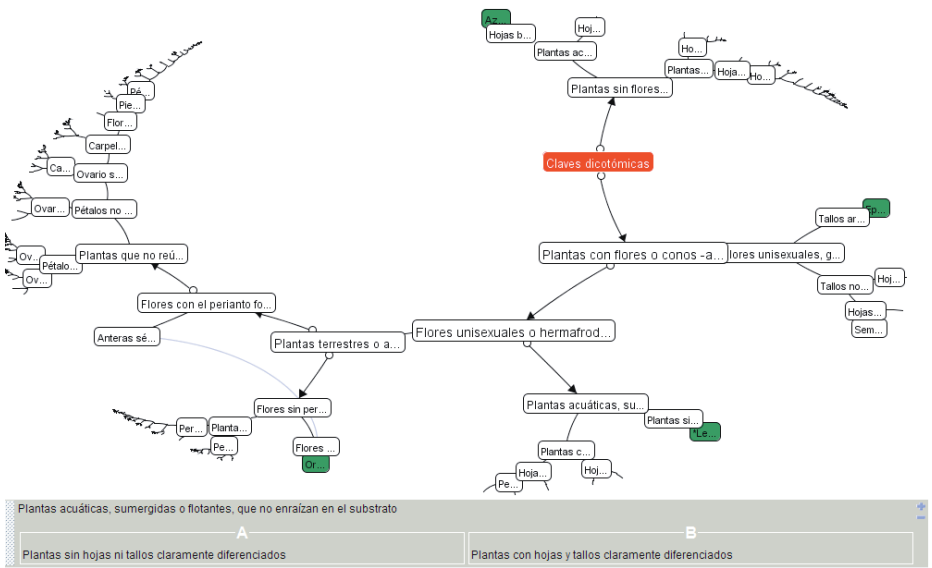 Az...
Hojas b...
Hoj...
Plantas ac...
Ho...
Plantas...
Hoja...
Ho...
Plantas sin flores...
Claves dicotómicas
Pé...
Pie...
Flor...
Carpel...
Ca...
Ovario s...
Ovar...
Pétalos no ...
Ep...
Tallos ar...
Plantas que no reú...
Ov...
Pétalo...
Ov...
Plantas con flores o conos -a...
lores unisexuales, g...
Tallos no...
Hoj...
Hojas...
Sem...
Flores con el perianto fo...
Anteras sé...
Plantas terrestres o a...
Flores unisexuales o hermafrod...
Flores sin per...
Per...
Planta...
Pe...
Flores ...
Or...
Plantas acuáticas, su...
Plantas si...
*Le...
Plantas c...
Hoja...
Hoj...
Pe...
Plantas acuáticas, sumergidas o flotantes, que no enraízan en el substrato
A
B
Plantas sin hojas ni tallos claramente diferenciados
Plantas con hojas y tallos claramente diferenciados